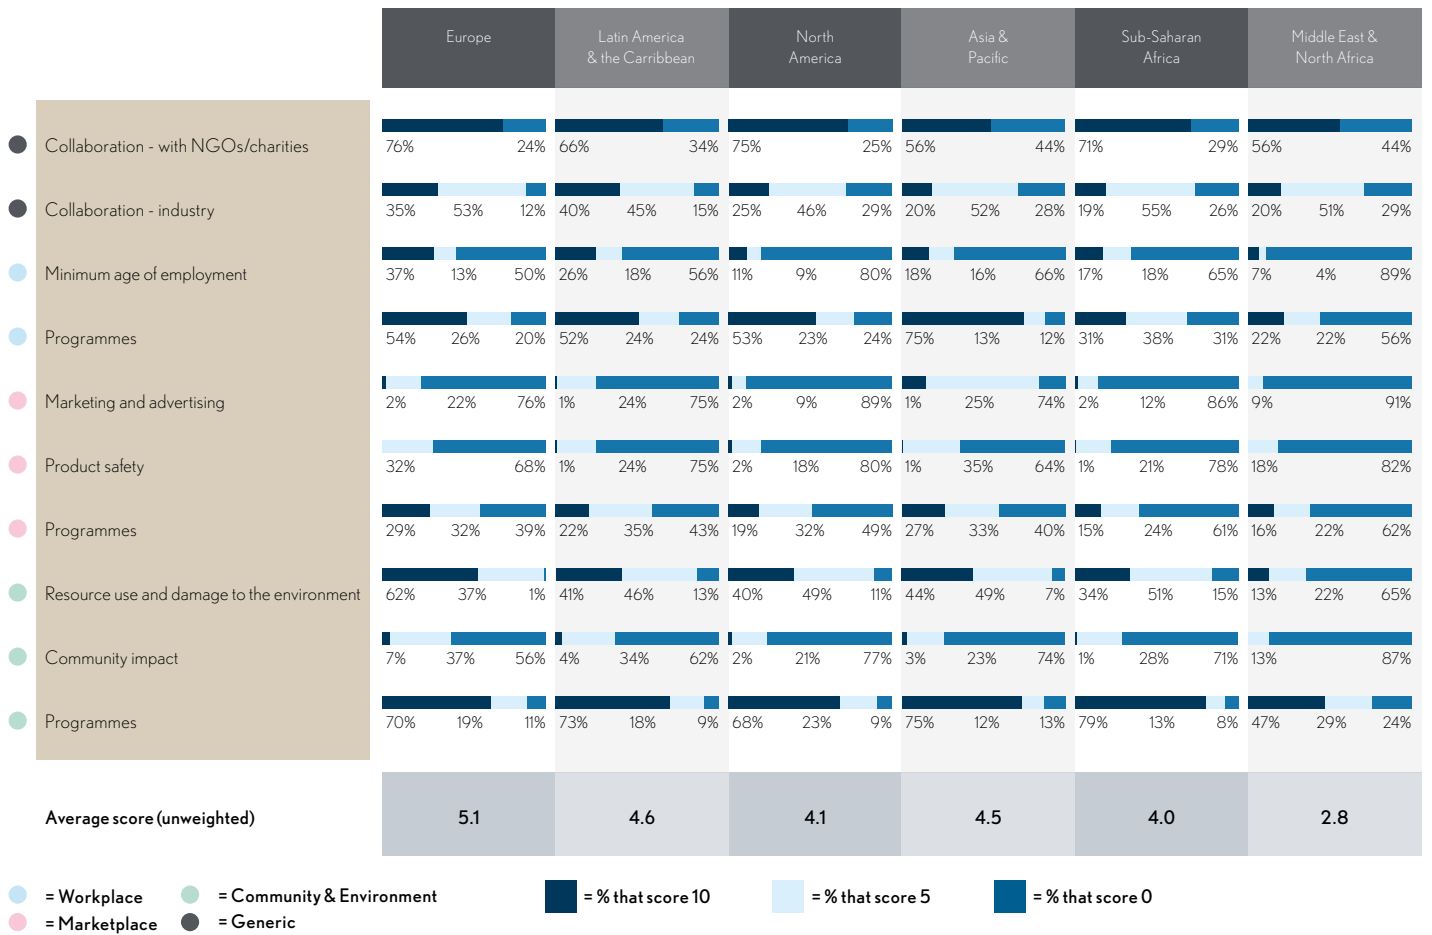 Europe
Latin America
& the Carribbean
North
America
Asia &
Pacific
Sub-Saharan
Africa
Middle East &
North Africa
Collaboration - with NGOs/charities
76% 24% 66% 34% 75% 25% 56% 44% 71% 29% 56% 44%
Collaboration - industry
35% 53% 12% 40% 45% 15% 25% 46% 29% 20% 52% 28% 19% 55% 26% 20% 51% 29%
Minimum age of employment
37% 13% 50% 26% 18% 56% 11% 9% 80% 18% 16% 66% 17% 18% 65% 7% 4% 89%
Programmes
54% 26% 20% 52% 24% 24% 53% 23% 24% 75% 13% 12% 31% 38% 31% 22% 22% 56%
Marketing and advertising
2% 22% 76% 1% 24% 75% 2% 9% 89% 1% 25% 74% 2% 12% 86% 9% 91%
Product safety
32% 68% 1% 24% 75% 2% 18% 80% 1% 35% 64% 1% 21% 78% 18% 82%
Programmes
29% 32% 39% 22% 35% 43% 19% 32% 49% 27% 33% 40% 15% 24% 61% 16% 22% 62%
Resource use and damage to the environment
62% 37% 1% 41% 46% 13% 40% 49% 11% 44% 49% 7% 34% 51% 15% 13% 22% 65%
Community impact
7% 37% 56% 4% 34% 62% 2% 21% 77% 3% 23% 74% 1% 28% 71% 13% 87%
Programmes
70% 19% 11% 73% 18% 9% 68% 23% 9% 75% 12% 13% 79% 13% 8% 47% 29% 24%
Average score (unweighted) 5.1 4.6 4.1 4.5 4.0 2.8
= Workplace
= Community & Environment
= % that score 10
= % that score 5
= % that score 0
= Marketplace
= Generic